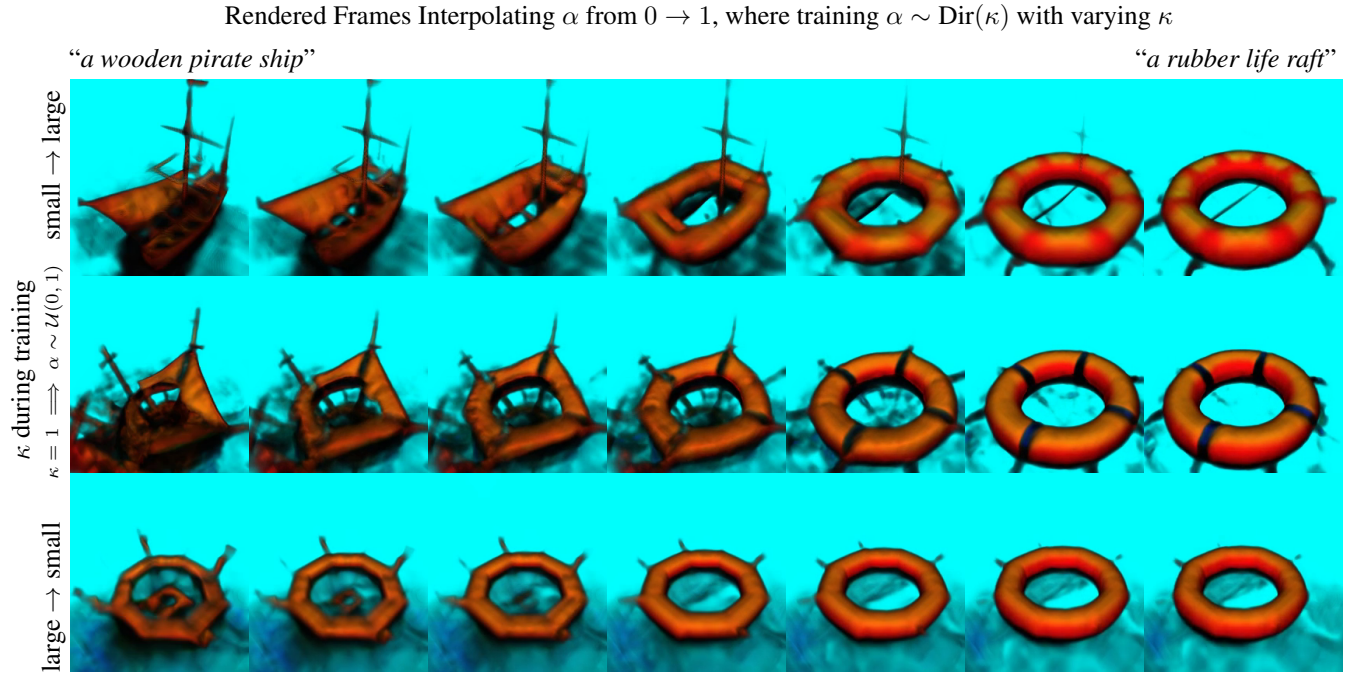 Rendered Frames Interpolating α from 0 → 1, where training α ∼ Dir(κ) with varying κ
“a wooden pirate ship”
“a rubber life raft”
κ during training
small → large
κ = 1 ⟹ α ∼ 𝒰(0, 1)
large → small